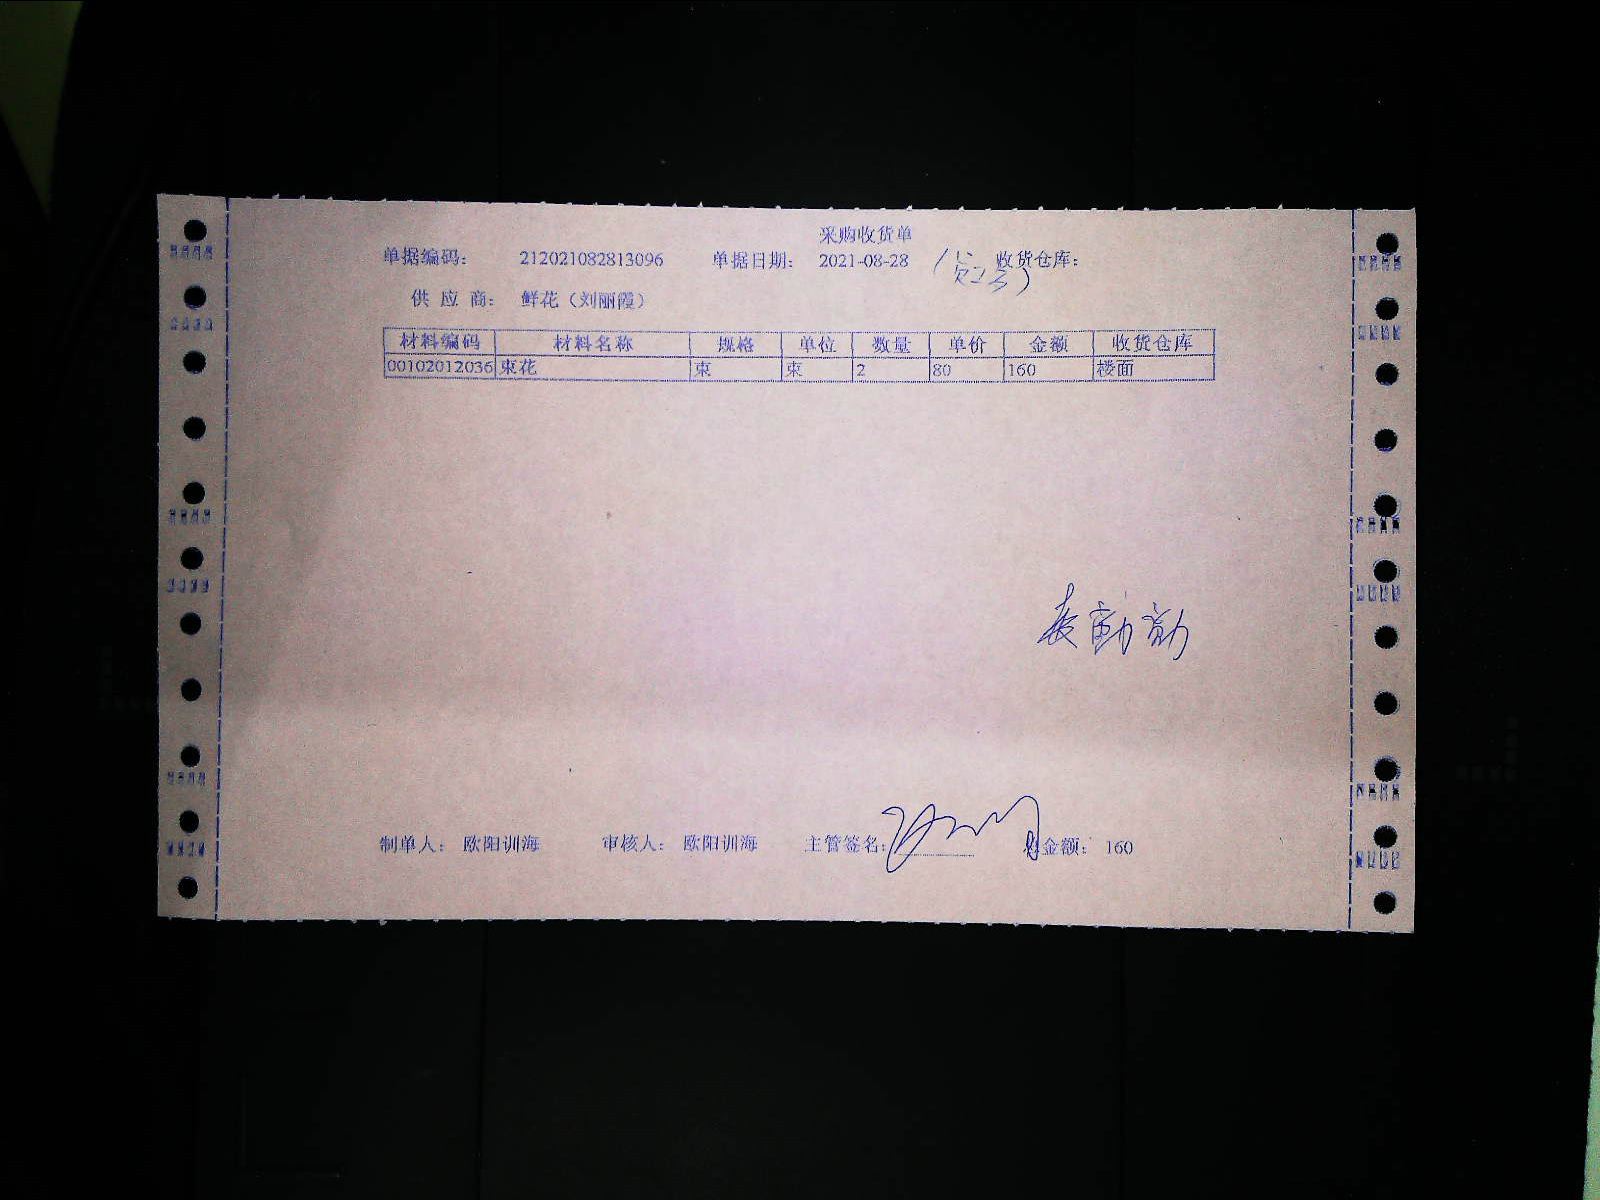 采购收货单
单据编码: 212021082813096 单据日期: 2021-08-28 收货仓库:
供应商: 鲜花（刘丽霞）
材料编码 材料名称 规格 单位 数量 单价 金额 收货仓库
00102012036 束花 束 束 2 80 160 楼面
制单人: 欧阳训海 审核人: 欧阳训海 主管签名: 总金额: 160